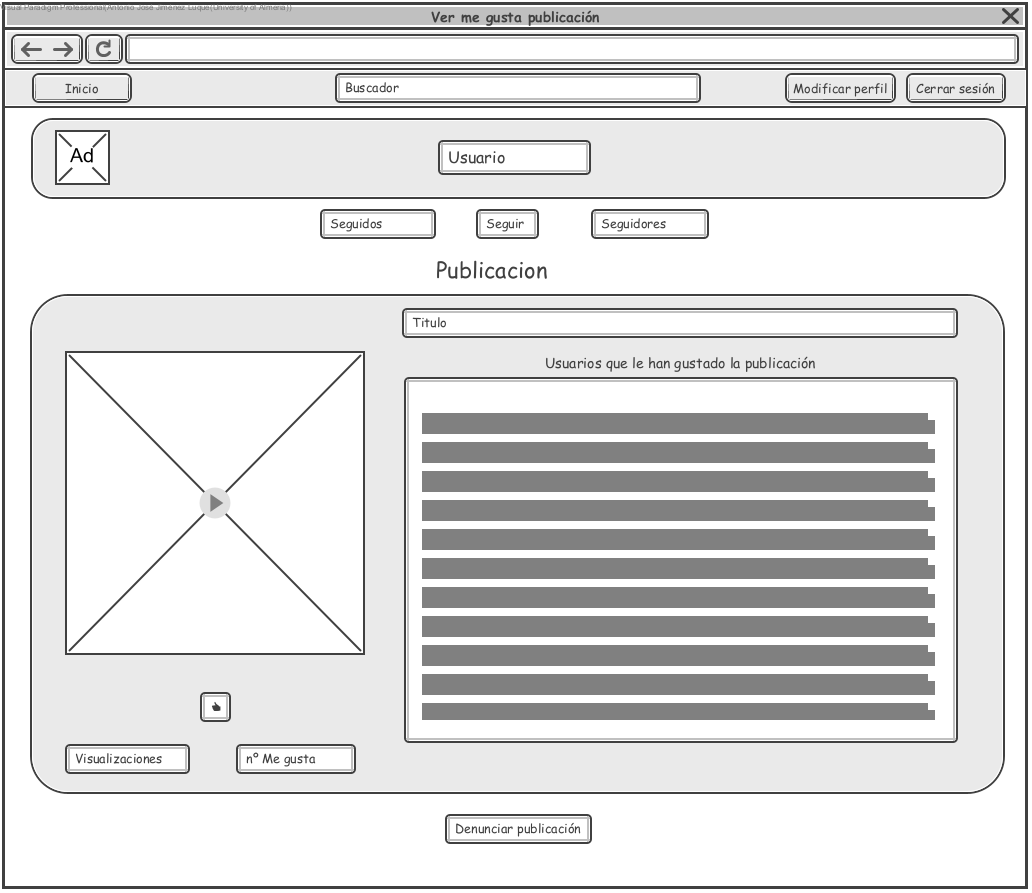 Visual Paradigm Professional(Antonio José Jiménez Luque(University of Almeria))
Ver me gusta publicación
Inicio
Buscador
Modificar perfil
Cerrar sesión
Ad
Usuario
Seguidos
Seguir
Seguidores
Publicacion
Titulo
Usuarios que le han gustado la publicación
Visualizaciones
nº Me gusta
Denunciar publicación